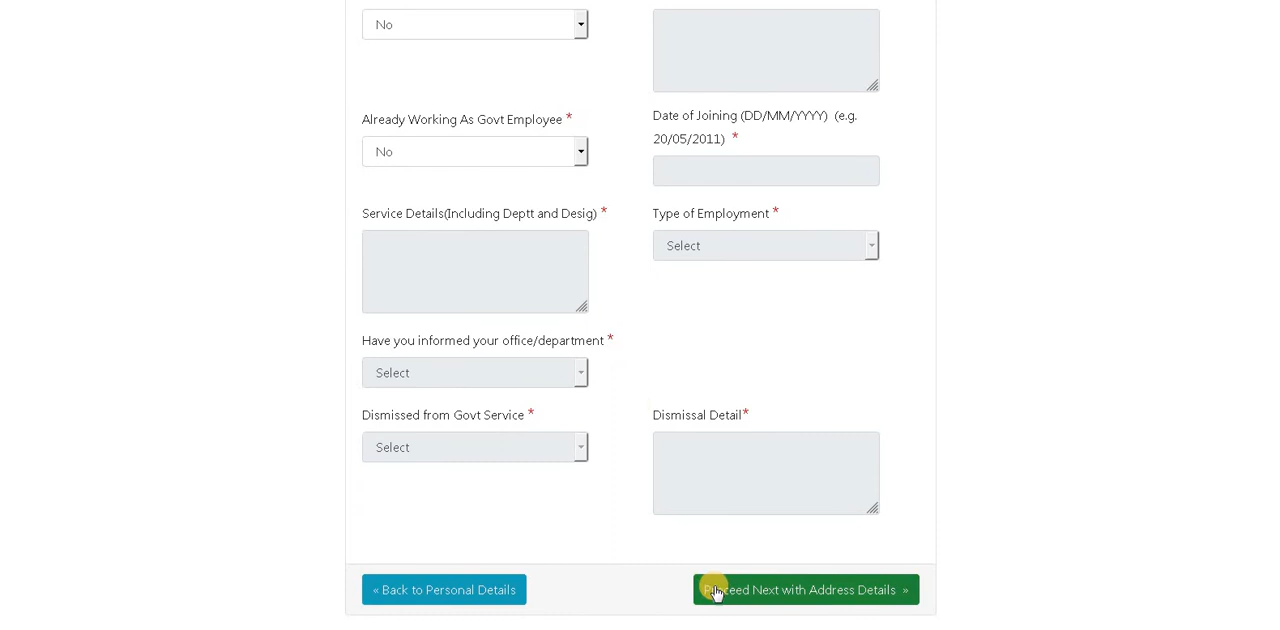 No
Already Working As Govt Employee *
Date of Joining (DD/MM/YYYY) (e.g.
20/05/2011) *
No
Service Details(Including Deptt and Desig) *
Type of Employment *
Select
Have you informed your office/department *
Select
Dismissed from Govt Service *
Dismissal Detail*
Select
« Back to Personal Details
Proceed Next with Address Details »